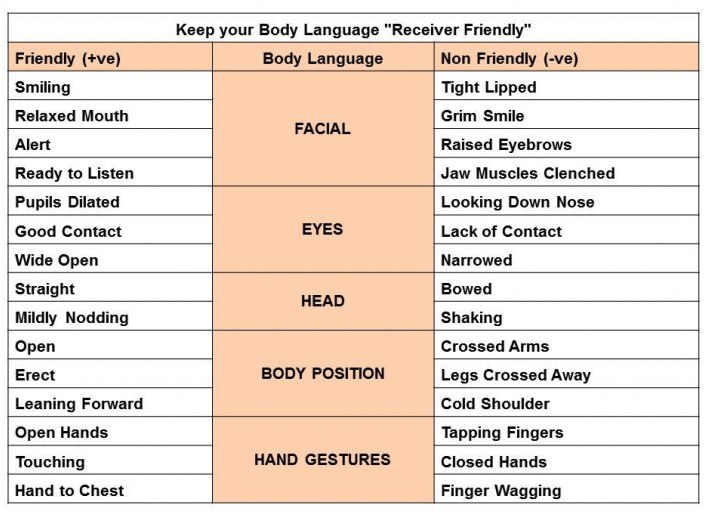 Keep your Body Language "Receiver Friendly"
Friendly (+ve) Body Language Non Friendly (-ve)
Smiling Tight Lipped
Relaxed Mouth Grim Smile
FACIAL
Alert Raised Eyebrows
Ready to Listen Jaw Muscles Clenched
Pupils Dilated Looking Down Nose
Good Contact EYES Lack of Contact
Wide Open Narrowed
Straight Bowed
HEAD
Mildly Nodding Shaking
Open Crossed Arms
Erect BODY POSITION Legs Crossed Away
Leaning Forward Cold Shoulder
Open Hands Tapping Fingers
Touching HAND GESTURES Closed Hands
Hand to Chest Finger Wagging